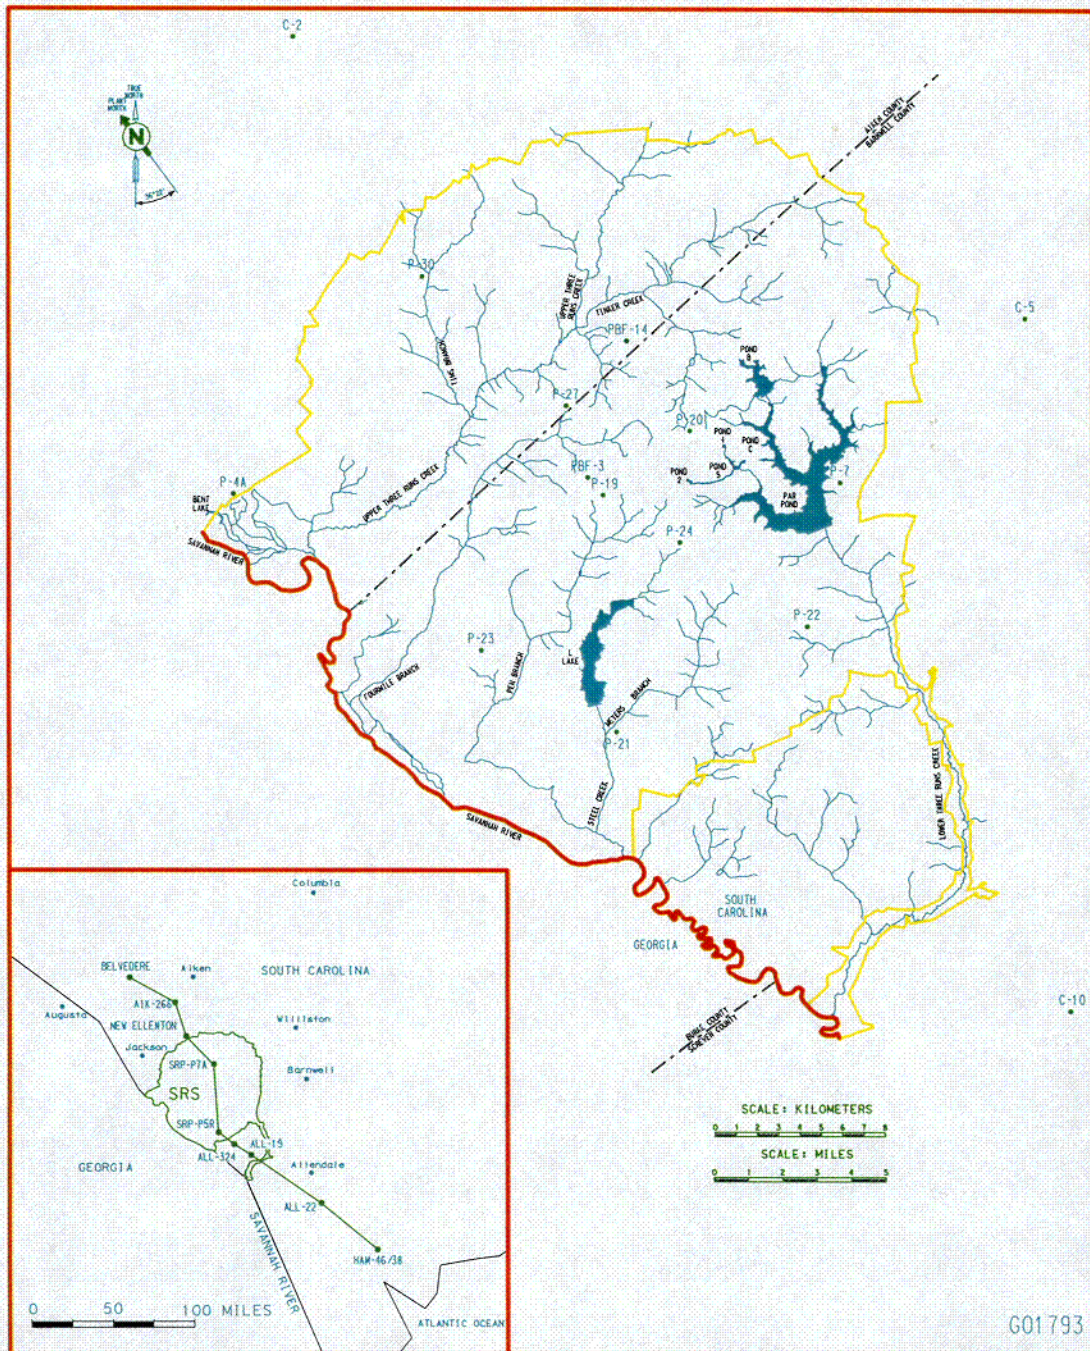 C-2
TRUE
NORTH
PLANT
NORTH
N
36°22'
AIKEN COUNTY
BARNWELL COUNTY
P-30
UPPER THREE
RUNS CREEK
TINKER CREEK
C-5
PBF-14
TIMS BRANCH
POND
B
P-27
P-20
POND
4
POND
C
PBF-3
P-19
POND
2
POND
5
P-7
PAR
POND
P-4A
BENT
LAKE
UPPER THREE RUNS CREEK
SAVANNAH RIVER
P-24
P-22
P-23
L
LAKE
PEN BRANCH
FOURMILE BRANCH
MEYERS BRANCH
P-21
STEEL CREEK
LOWER THREE RUNS CREEK
SAVANNAH RIVER
SOUTH
CAROLINA
GEORGIA
C-10
BURKE COUNTY
SCREVEN COUNTY
SCALE: KILOMETERS
0 1 2 3 4 5 6 7 8
SCALE: MILES
0 1 2 3 4 5
Columbia
BELVEDERE
Aiken
SOUTH CAROLINA
AIK-266
Augusta
NEW ELLENTON
Williston
Jackson
SRP-P7A
Barnwell
SRS
SRP-P5R
ALL-19
ALL-324
GEORGIA
Allendale
ALL-22
SAVANNAH RIVER
HAM-46/38
0 50 100 MILES
ATLANTIC OCEAN
G01793